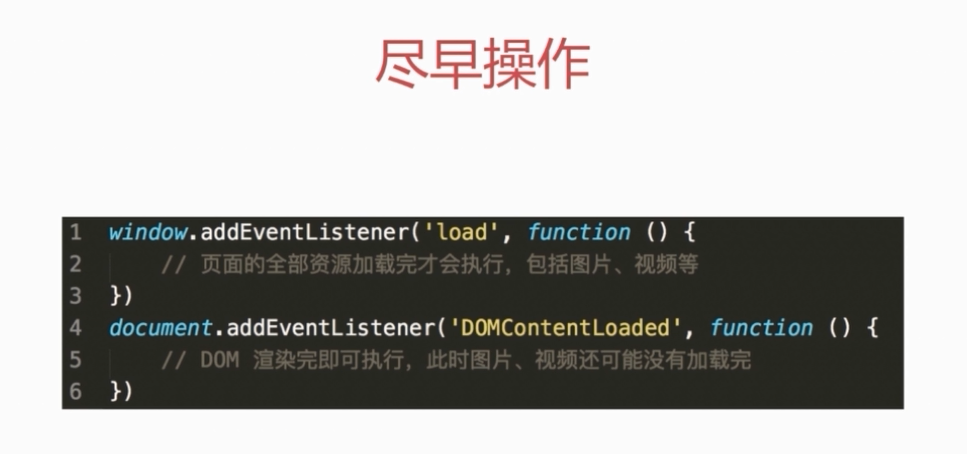 尽早操作
1 window.addEventListener('load', function () {
2     // 页面的全部资源加载完才会执行，包括图片、视频等
3 })
4 document.addEventListener('DOMContentLoaded', function () {
5     // DOM 渲染完即可执行，此时图片、视频还可能没有加载完
6 })